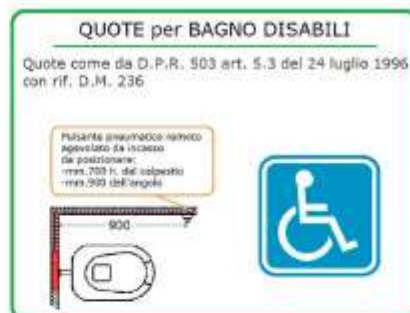 QUOTE per BAGNO DISABILI
Quote come da D.P.R. 503 art. 5.3 del 24 luglio 1996
con rif. D.M. 236
Pulsante pneumatico remoto
agevolato da incasso
da posizionare:
-mm.700 h. dal calpestio
-mm.900 dall'angolo
900